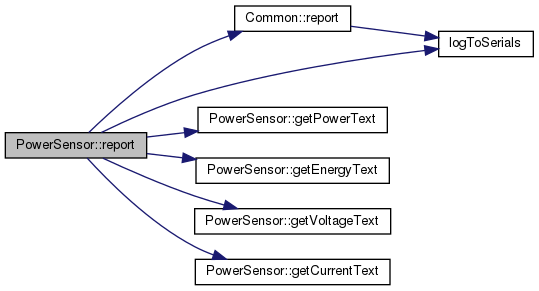 Common::report
logToSerials
PowerSensor::getPowerText
PowerSensor::report
PowerSensor::getEnergyText
PowerSensor::getVoltageText
PowerSensor::getCurrentText